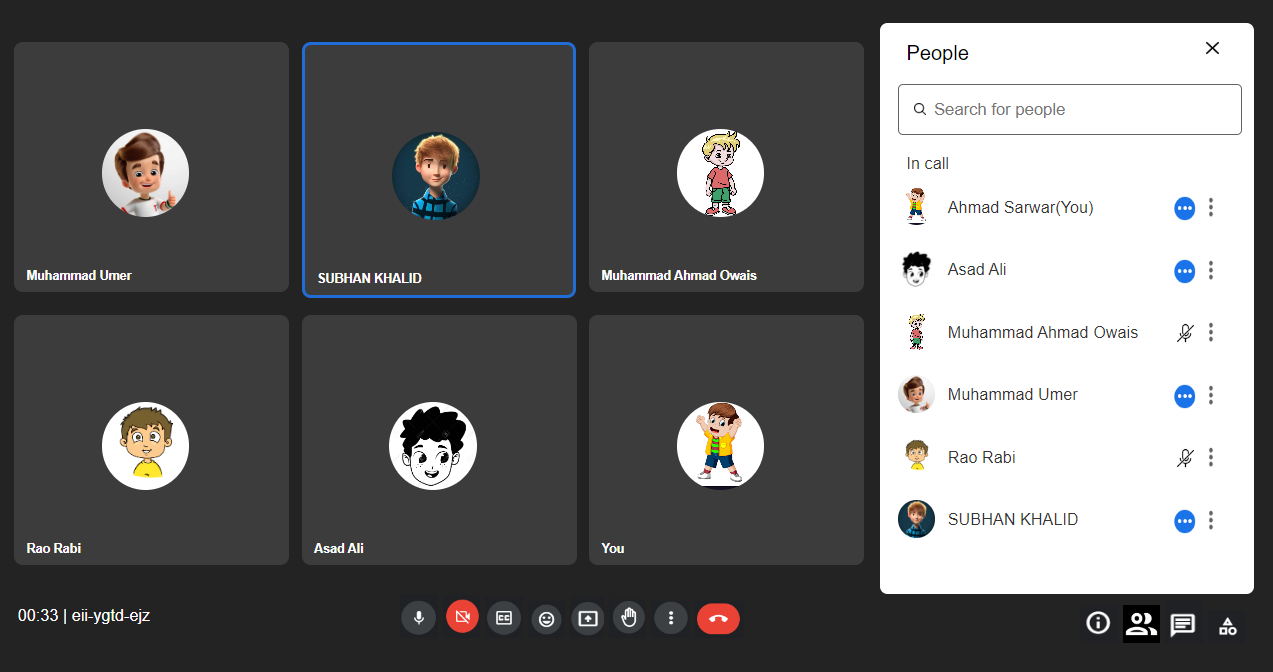 Muhammad Umer
SUBHAN KHALID
Muhammad Ahmad Owais
Rao Rabi
Asad Ali
You
People
Search for people
In call
Ahmad Sarwar(You)
Asad Ali
Muhammad Ahmad Owais
Muhammad Umer
Rao Rabi
SUBHAN KHALID
00:33 | eii-ygtd-ejz
CC